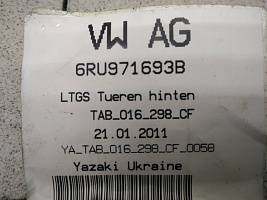 VW AG
6RU971693B
LTGS Tueren hinten
TAB_016_298_CF
21.01.2011
YA_TAB_016_298_CF_0058
Yazaki Ukraine